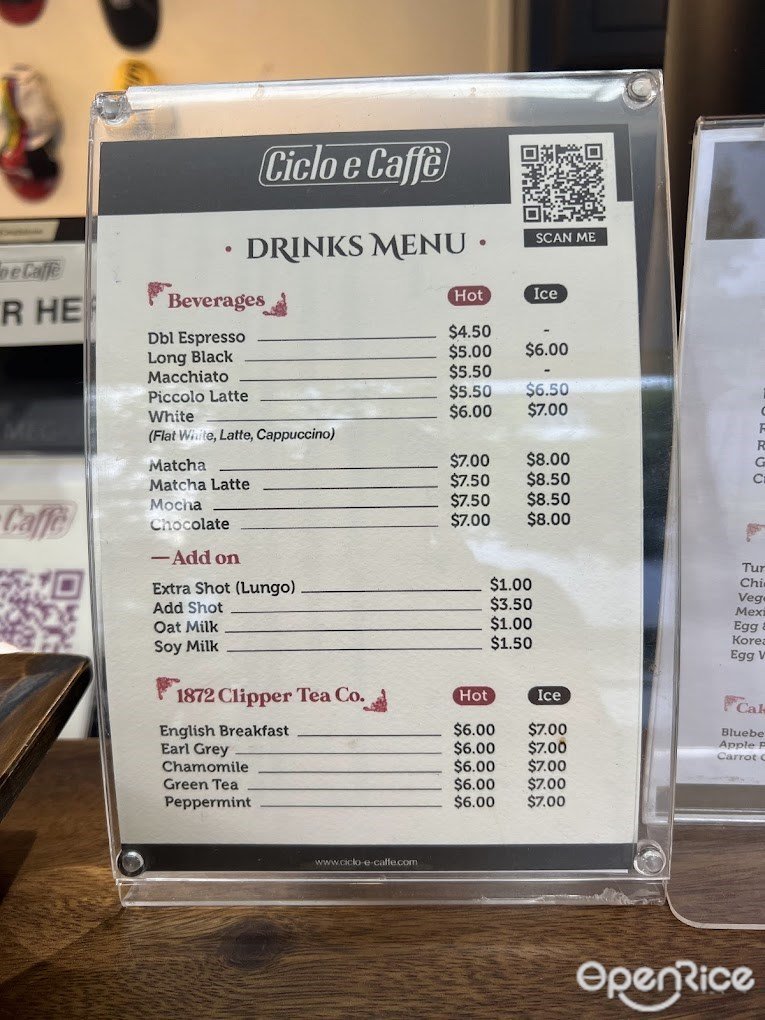 Ciclo e Caffè
SCAN ME
• DRINKS MENU •
Beverages Hot Ice
Dbl Espresso $4.50 -
Long Black $5.00 $6.00
Macchiato $5.50 -
Piccolo Latte $5.50 $6.50
White $6.00 $7.00
(Flat White, Latte, Cappuccino)
Matcha $7.00 $8.00
Matcha Latte $7.50 $8.50
Mocha $7.50 $8.50
Chocolate $7.00 $8.00
—Add on
Extra Shot (Lungo) $1.00
Add Shot $3.50
Oat Milk $1.00
Soy Milk $1.50
1872 Clipper Tea Co. Hot Ice
English Breakfast $6.00 $7.00
Earl Grey $6.00 $7.00
Chamomile $6.00 $7.00
Green Tea $6.00 $7.00
Peppermint $6.00 $7.00
www.ciclo-e-caffe.com
e Caffè
Caffè
Egg
Apple
Carrot
OpenRice